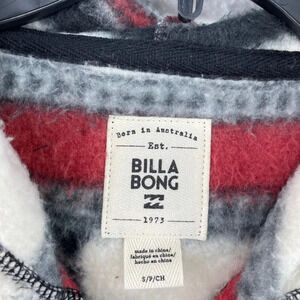 Born in Australia
Est.
BILLA
BONG
1973
made in china/
fabriqué en chine/
hecho en china
S/P/CH